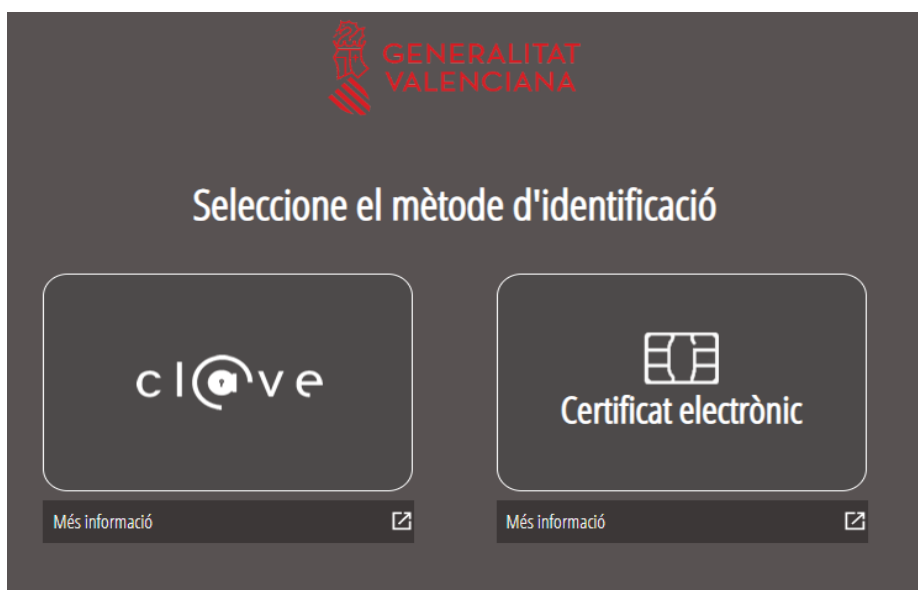 GENERALITAT
VALENCIANA
Seleccione el mètode d'identificació
cl@ve
Certificat electrònic
Més informació
Més informació